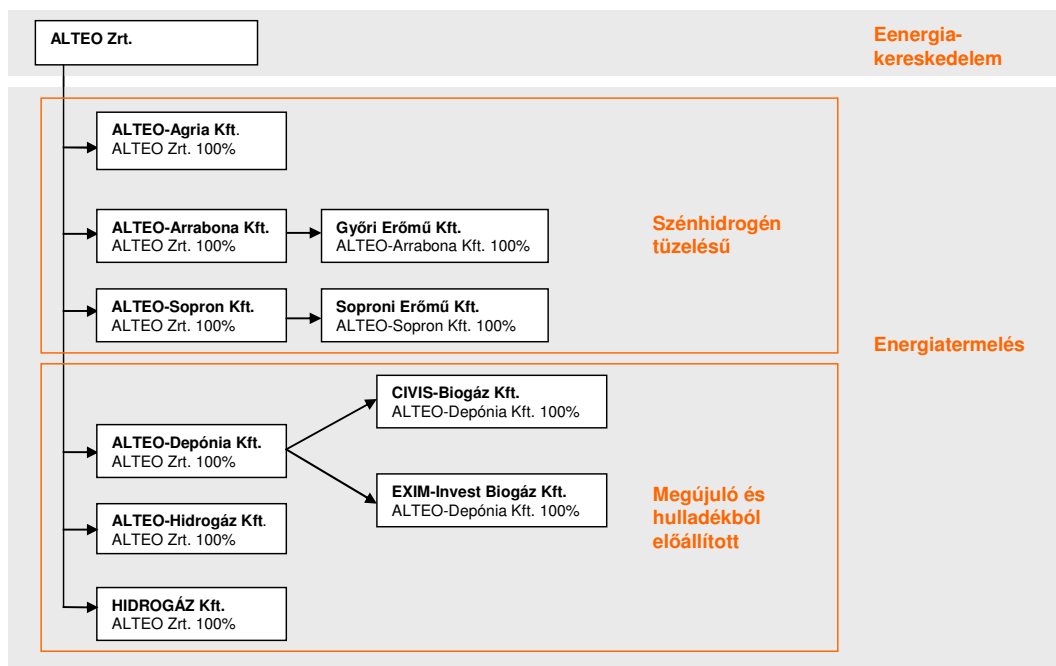 ALTEO Zrt.
Eenergia-
kereskedelem
ALTEO-Agria Kft.
ALTEO Zrt. 100%
ALTEO-Arrabona Kft.
ALTEO Zrt. 100%
Győri Erőmű Kft.
ALTEO-Arrabona Kft. 100%
Szénhidrogén
tüzelésű
ALTEO-Sopron Kft.
ALTEO Zrt. 100%
Soproni Erőmű Kft.
ALTEO-Sopron Kft. 100%
Energiatermelés
CIVIS-Biogáz Kft.
ALTEO-Depónia Kft. 100%
ALTEO-Depónia Kft.
ALTEO Zrt. 100%
EXIM-Invest Biogáz Kft.
ALTEO-Depónia Kft. 100%
Megújuló és
hulladékból
előállított
ALTEO-Hidrogáz Kft.
ALTEO Zrt. 100%
HIDROGÁZ Kft.
ALTEO Zrt. 100%